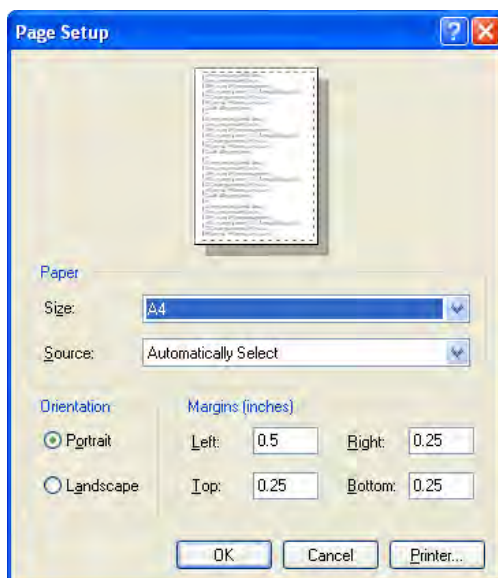 Page Setup
Paper
Size: A4
Source: Automatically Select
Orientation Margins (inches)
Portrait Left: 0.5 Right: 0.25
Landscape Top: 0.25 Bottom: 0.25
OK Cancel Printer...